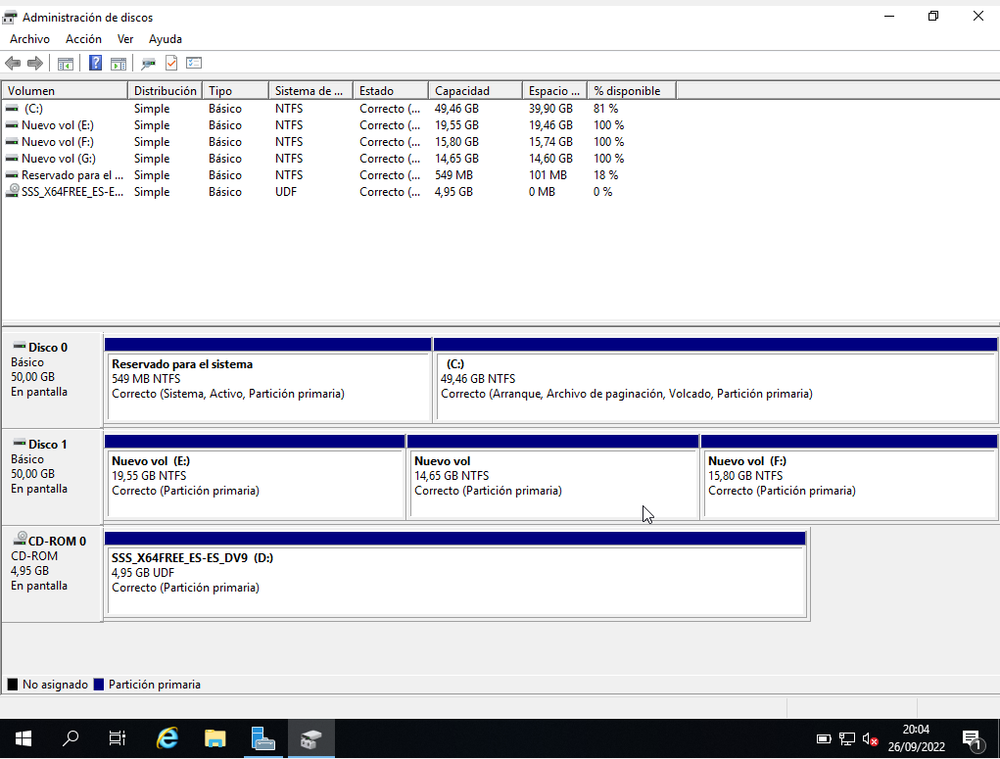 Administración de discos
Archivo Acción Ver Ayuda
Volumen Distribución Tipo Sistema de ... Estado Capacidad Espacio ... % disponible
(C:) Simple Básico NTFS Correcto (... 49,46 GB 39,90 GB 81 %
Nuevo vol (E:) Simple Básico NTFS Correcto (... 19,55 GB 19,46 GB 100 %
Nuevo vol (F:) Simple Básico NTFS Correcto (... 15,80 GB 15,74 GB 100 %
Nuevo vol (G:) Simple Básico NTFS Correcto (... 14,65 GB 14,60 GB 100 %
Reservado para el ... Simple Básico NTFS Correcto (... 549 MB 101 MB 18 %
SSS_X64FREE_ES-E... Simple Básico UDF Correcto (... 4,95 GB 0 MB 0 %
Disco 0
Básico
50,00 GB
En pantalla
Reservado para el sistema
549 MB NTFS
Correcto (Sistema, Activo, Partición primaria)
(C:)
49,46 GB NTFS
Correcto (Arranque, Archivo de paginación, Volcado, Partición primaria)
Disco 1
Básico
50,00 GB
En pantalla
Nuevo vol (E:)
19,55 GB NTFS
Correcto (Partición primaria)
Nuevo vol
14,65 GB NTFS
Correcto (Partición primaria)
Nuevo vol (F:)
15,80 GB NTFS
Correcto (Partición primaria)
CD-ROM 0
CD-ROM
4,95 GB
En pantalla
SSS_X64FREE_ES-ES_DV9 (D:)
4,95 GB UDF
Correcto (Partición primaria)
No asignado Partición primaria
20:04
26/09/2022
1